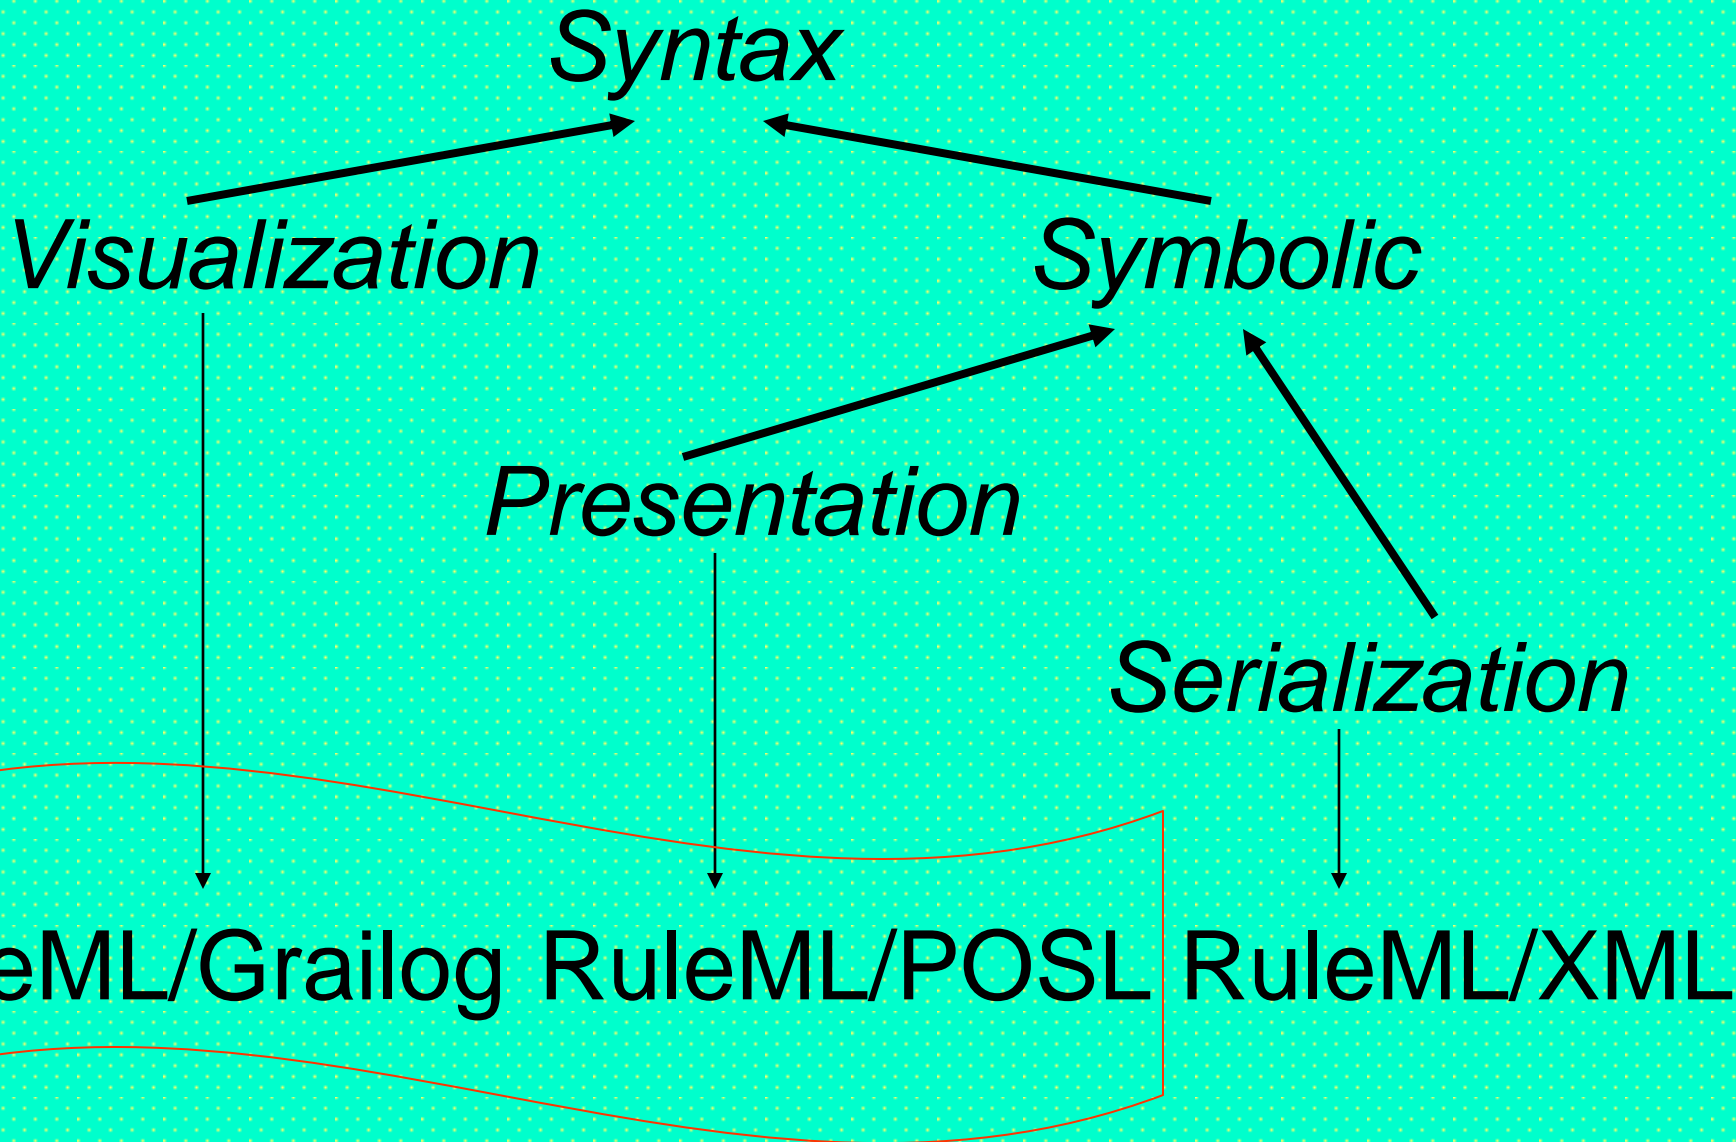 Syntax
Visualization Symbolic
Presentation
Serialization
eML/Grailog RuleML/POSL RuleML/XML